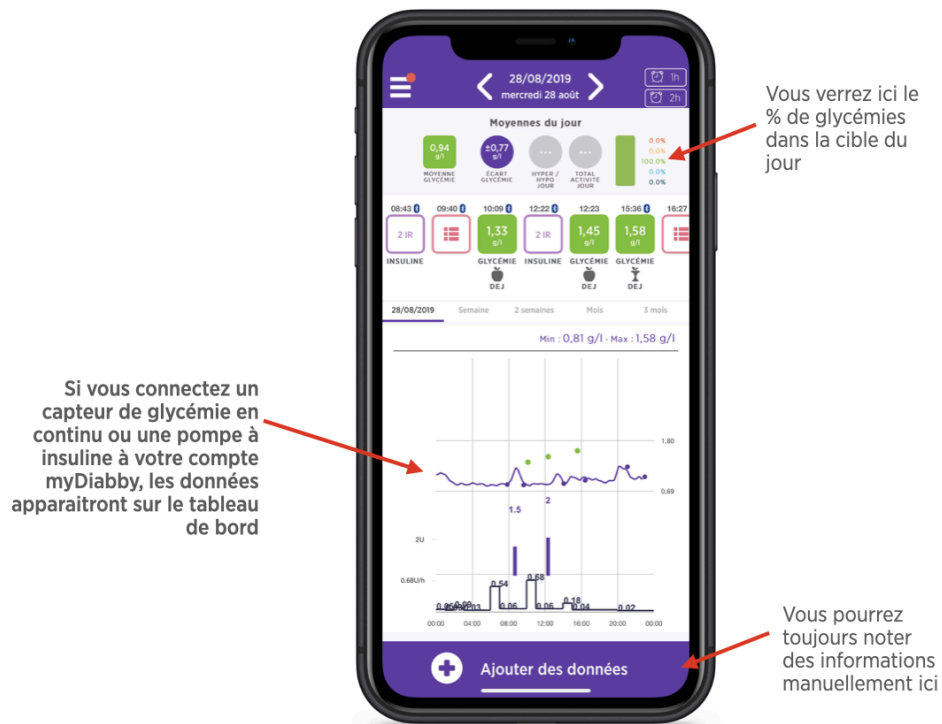 28/08/2019
mercredi 28 août
1h
2h
Moyennes du jour
0,94
g/l
MOYENNE
GLYCÉMIE
±0,77
g/l
ÉCART
GLYCÉMIE
...
HYPER /
HYPO
JOUR
...
TOTAL
ACTIVITÉ
JOUR
0.0%
0.0%
100.0%
0.0%
0.0%
Vous verrez ici le
% de glycémies
dans la cible du
jour
08:43
09:40
10:09
12:22
12:23
15:36
16:27
2 IR
1,33
g/l
2 IR
1,45
g/l
1,58
g/l
INSULINE
GLYCÉMIE
INSULINE
GLYCÉMIE
GLYCÉMIE
DEJ
DEJ
DEJ
28/08/2019
Semaine
2 semaines
Mois
3 mois
Min : 0,81 g/l - Max : 1,58 g/l
Si vous connectez un
capteur de glycémie en
continu ou une pompe à
insuline à votre compte
myDiabby, les données
apparaitront sur le tableau
de bord
1,80
0,69
1.5
2
2U
0.68U/h
0.54
0.06
0.68
0.06
0.18
0.04
0.02
00:00 04:00 08:00 12:00 16:00 20:00 00:00
Ajouter des données
Vous pourrez
toujours noter
des informations
manuellement ici